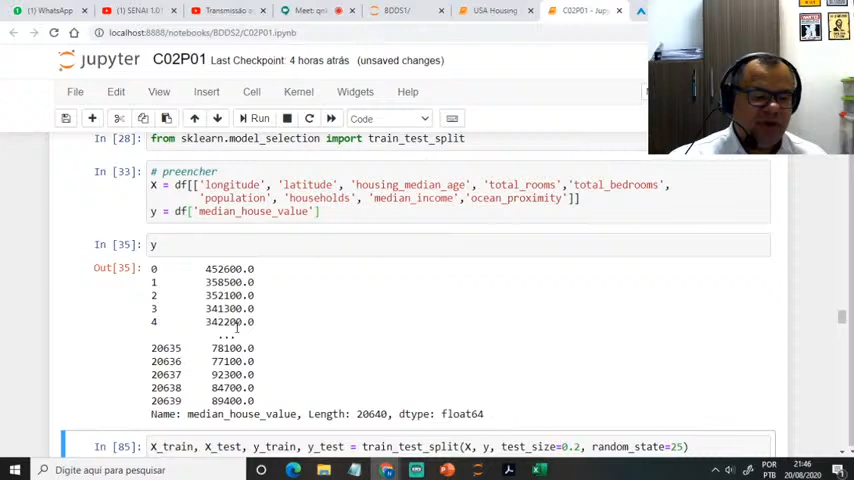 (1) WhatsApp
(5) SENAI 1.01
Transmissão a
Meet: qn
BDDS1/
USA Housing
C02P01 - Jupy
localhost:8888/notebooks/BDDS2/C02P01.ipynb
jupyter C02P01 Last Checkpoint: 4 horas atrás (unsaved changes)
File Edit View Insert Cell Kernel Widgets Help
Run Code
In [28]: from sklearn.model_selection import train_test_split
In [33]: # preencher
X = df[['longitude', 'latitude', 'housing_median_age', 'total_rooms','total_bedrooms',
'population', 'households', 'median_income','ocean_proximity']]
y = df['median_house_value']
In [35]: y
Out[35]: 0 452600.0
1 358500.0
2 352100.0
3 341300.0
4 342200.0
...
20635 78100.0
20636 77100.0
20637 92300.0
20638 84700.0
20639 89400.0
Name: median_house_value, Length: 20640, dtype: float64
In [85]: X_train, X_test, y_train, y_test = train_test_split(X, y, test_size=0.2, random_state=25)
Digite aqui para pesquisar
POR
PTB
21:46
20/08/2020